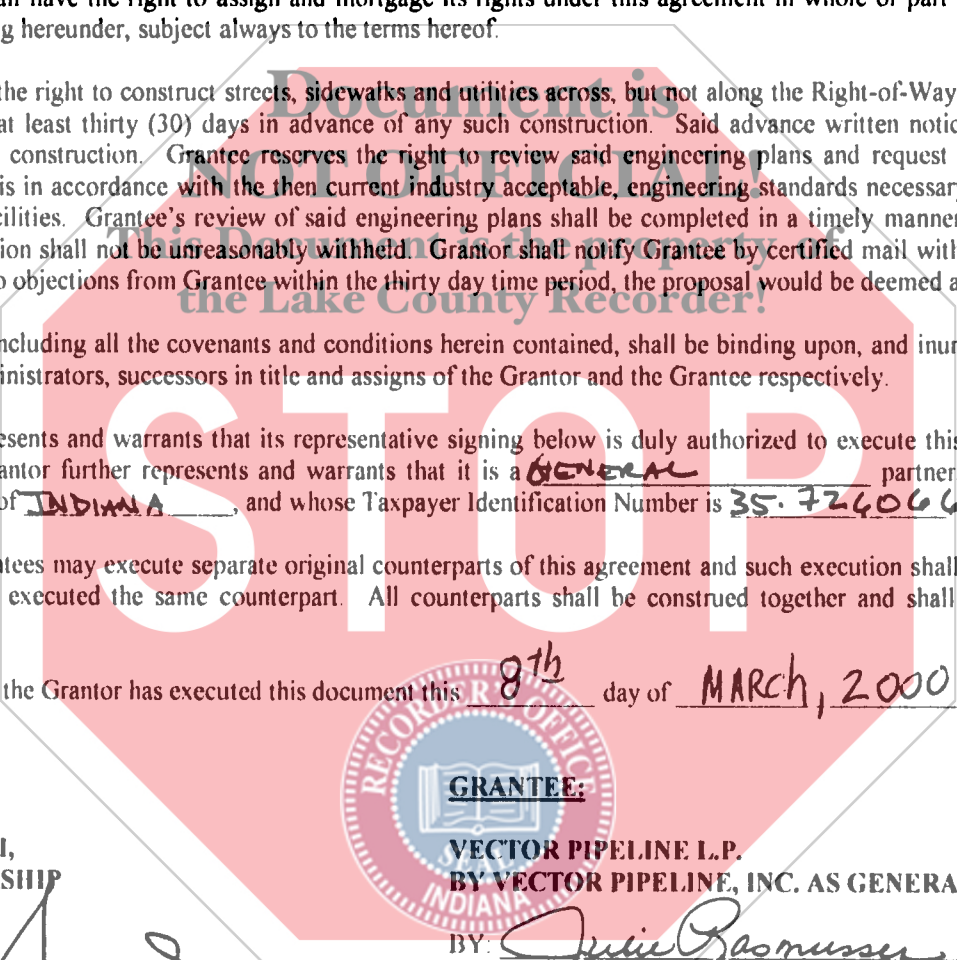 an have the right to assign and mortgage its rights under this agreement in whole or part
g hereunder, subject always to the terms hereof.
Document is
the right to construct streets, sidewalks and utilities across, but not along the Right-of-Way
at least thirty (30) days in advance of any such construction. Said advance written notic
construction. Grantee reserves the right to review said engineering plans and request
NOT OFFICIAL!
is in accordance with the then current industry acceptable, engineering standards necessary
cilities. Grantee's review of said engineering plans shall be completed in a timely manner
This Document is the property of
tion shall not be unreasonably withheld. Grantor shall notify Grantee by certified mail with
o objections from Grantee within the thirty day time period, the proposal would be deemed a
the Lake County Recorder!
ncluding all the covenants and conditions herein contained, shall be binding upon, and inur
inistrators, successors in title and assigns of the Grantor and the Grantee respectively.
STOP
esents and warrants that its representative signing below is duly authorized to execute this
antor further represents and warrants that it is a GENERAL partner
of INDIANA, and whose Taxpayer Identification Number is 35-726066
ntees may execute separate original counterparts of this agreement and such execution shall
executed the same counterpart. All counterparts shall be construed together and shall
the Grantor has executed this document this 8th day of MARCH, 2000
RECORDER'S OFFICE
SEAL
INDIANA
GRANTEE:
I,
SHIP
VECTOR PIPELINE L.P.
BY VECTOR PIPELINE, INC. AS GENERA
BY: Julie Rasmussen